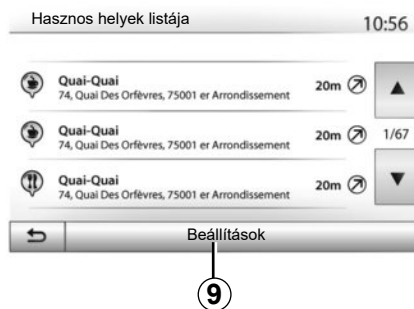 Hasznos helyek listája 10:56
Quai-Quai
74, Quai Des Orfèvres, 75001 er Arrondissement 20m
Quai-Quai
74, Quai Des Orfèvres, 75001 er Arrondissement 20m 1/67
Quai-Quai
74, Quai Des Orfèvres, 75001 er Arrondissement 20m
Beállítások
9